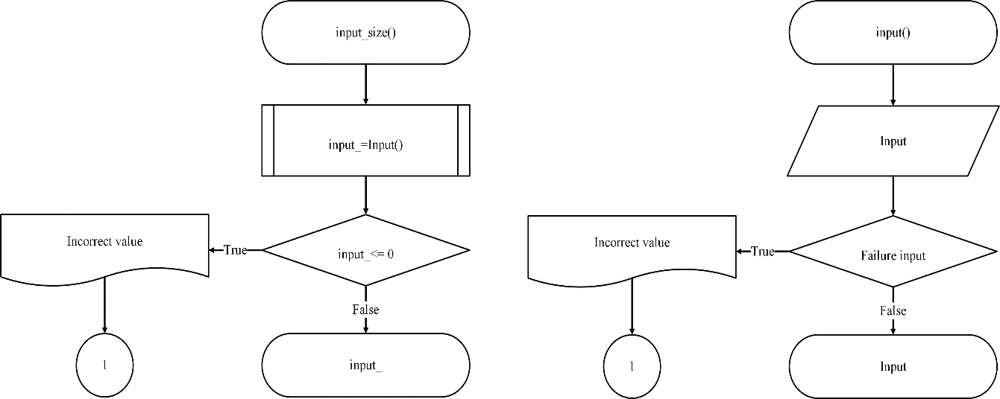 input_size()
input_=Input()
input_<= 0
True
Incorrect value
1
False
input_
input()
Input
Failure input
True
Incorrect value
1
False
Input